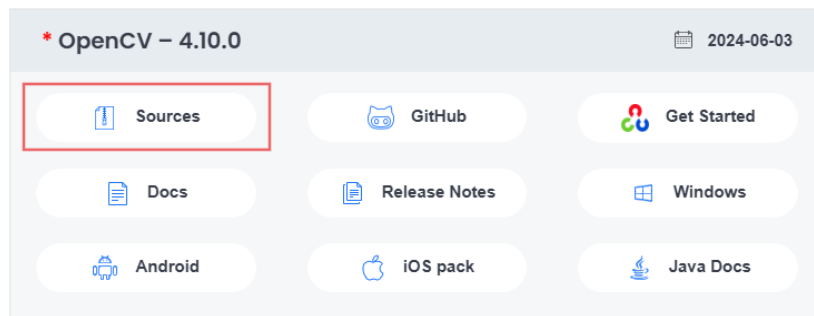 * OpenCV – 4.10.0 2024-06-03
Sources GitHub Get Started
Docs Release Notes Windows
Android iOS pack Java Docs